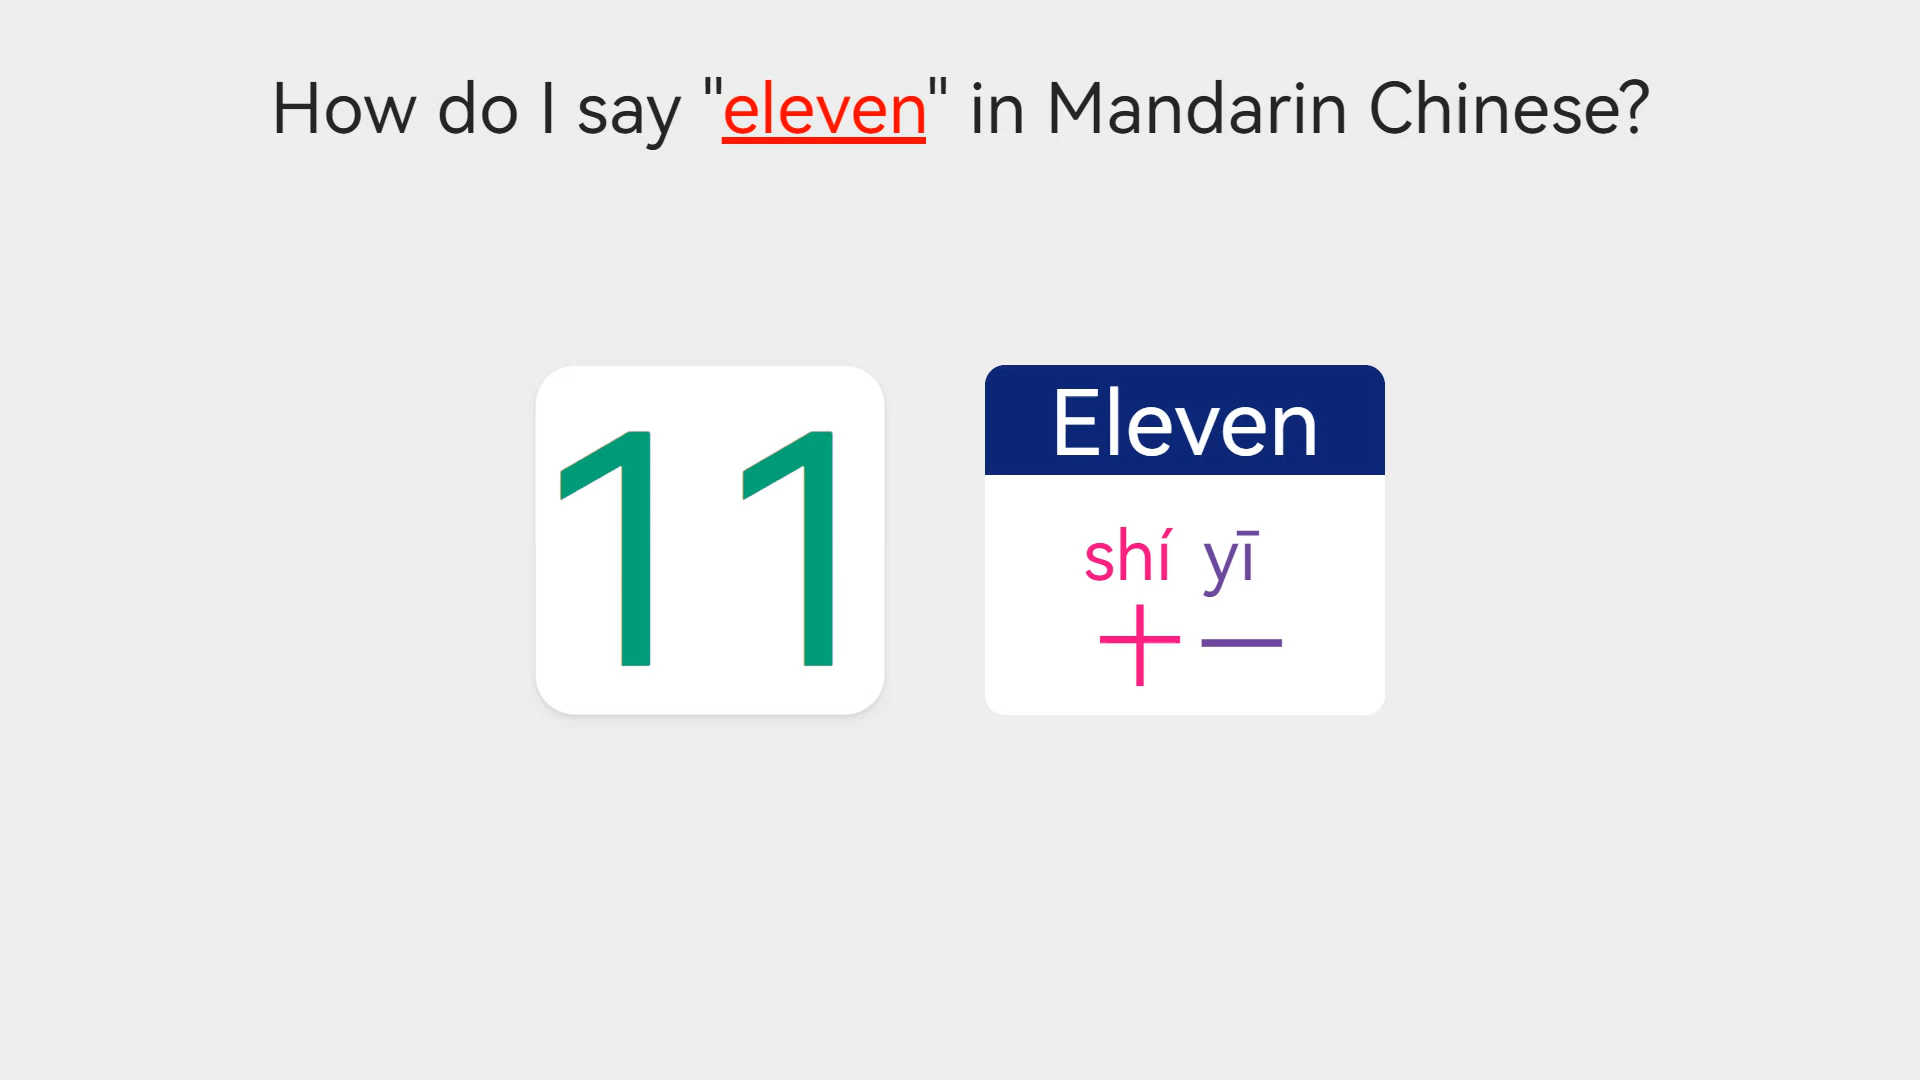 How do I say "eleven" in Mandarin Chinese?
11
Eleven
shí yī
十一